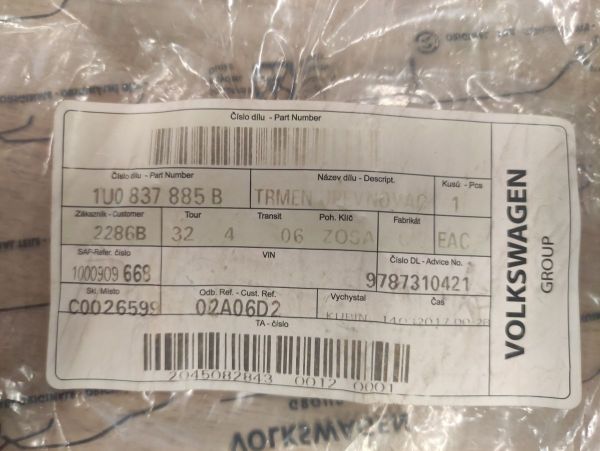 Číslo dílu - Part Number
Číslo dílu - Part Number Název dílu - Descript. Kusů - Pcs
1U0 837 885 B TRMEN UPEVNOVAC 1
Zákazník - Customer Tour Transit Poh. Klíč Fabrikát
2286B 32 4 06 ZOSA EAC
SAP-Refer. číslo VIN Číslo DL - Advice No.
1000909 668 9787310421
Skl. Místo Odb. Ref. - Cust. Ref. Vychystal Čas
C0026599 02A06D2 KUBIN
TA - číslo
2045082843 0012 0001
VOLKSWAGEN
GROUP
GROUP
VOLKSWAGEN